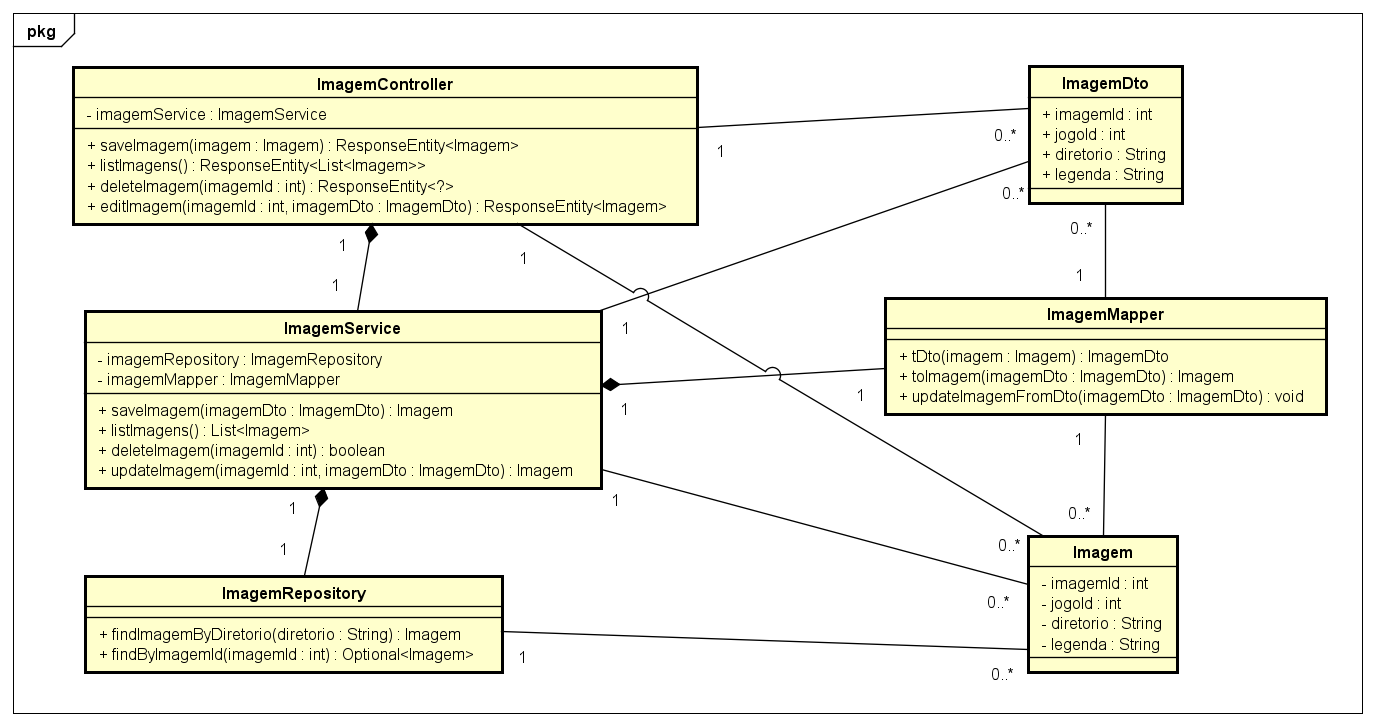 pkg
ImagemController
- imagemService : ImagemService
+ saveImagem(imagem : Imagem) : ResponseEntity<Imagem>
+ listImagens() : ResponseEntity<List<Imagem>>
+ deleteImagem(imagemId : int) : ResponseEntity<?>
+ editImagem(imagemId : int, imagemDto : ImagemDto) : ResponseEntity<Imagem>
ImagemDto
+ imagemId : int
+ jogoId : int
+ diretorio : String
+ legenda : String
1
0..*
0..*
1
1
1
0..*
1
ImagemService
- imagemRepository : ImagemRepository
- imagemMapper : ImagemMapper
+ saveImagem(imagemDto : ImagemDto) : Imagem
+ listImagens() : List<Imagem>
+ deleteImagem(imagemId : int) : boolean
+ updateImagem(imagemId : int, imagemDto : ImagemDto) : Imagem
1
1
1
ImagemMapper
+ tDto(imagem : Imagem) : ImagemDto
+ toImagem(imagemDto : ImagemDto) : Imagem
+ updateImagemFromDto(imagemDto : ImagemDto) : void
1
0..*
1
1
1
0..*
0..*
ImagemRepository
+ findImagemByDiretorio(diretorio : String) : Imagem
+ findByImagemId(imagemId : int) : Optional<Imagem>
1
0..*
Imagem
- imagemId : int
- jogoId : int
- diretorio : String
- legenda : String